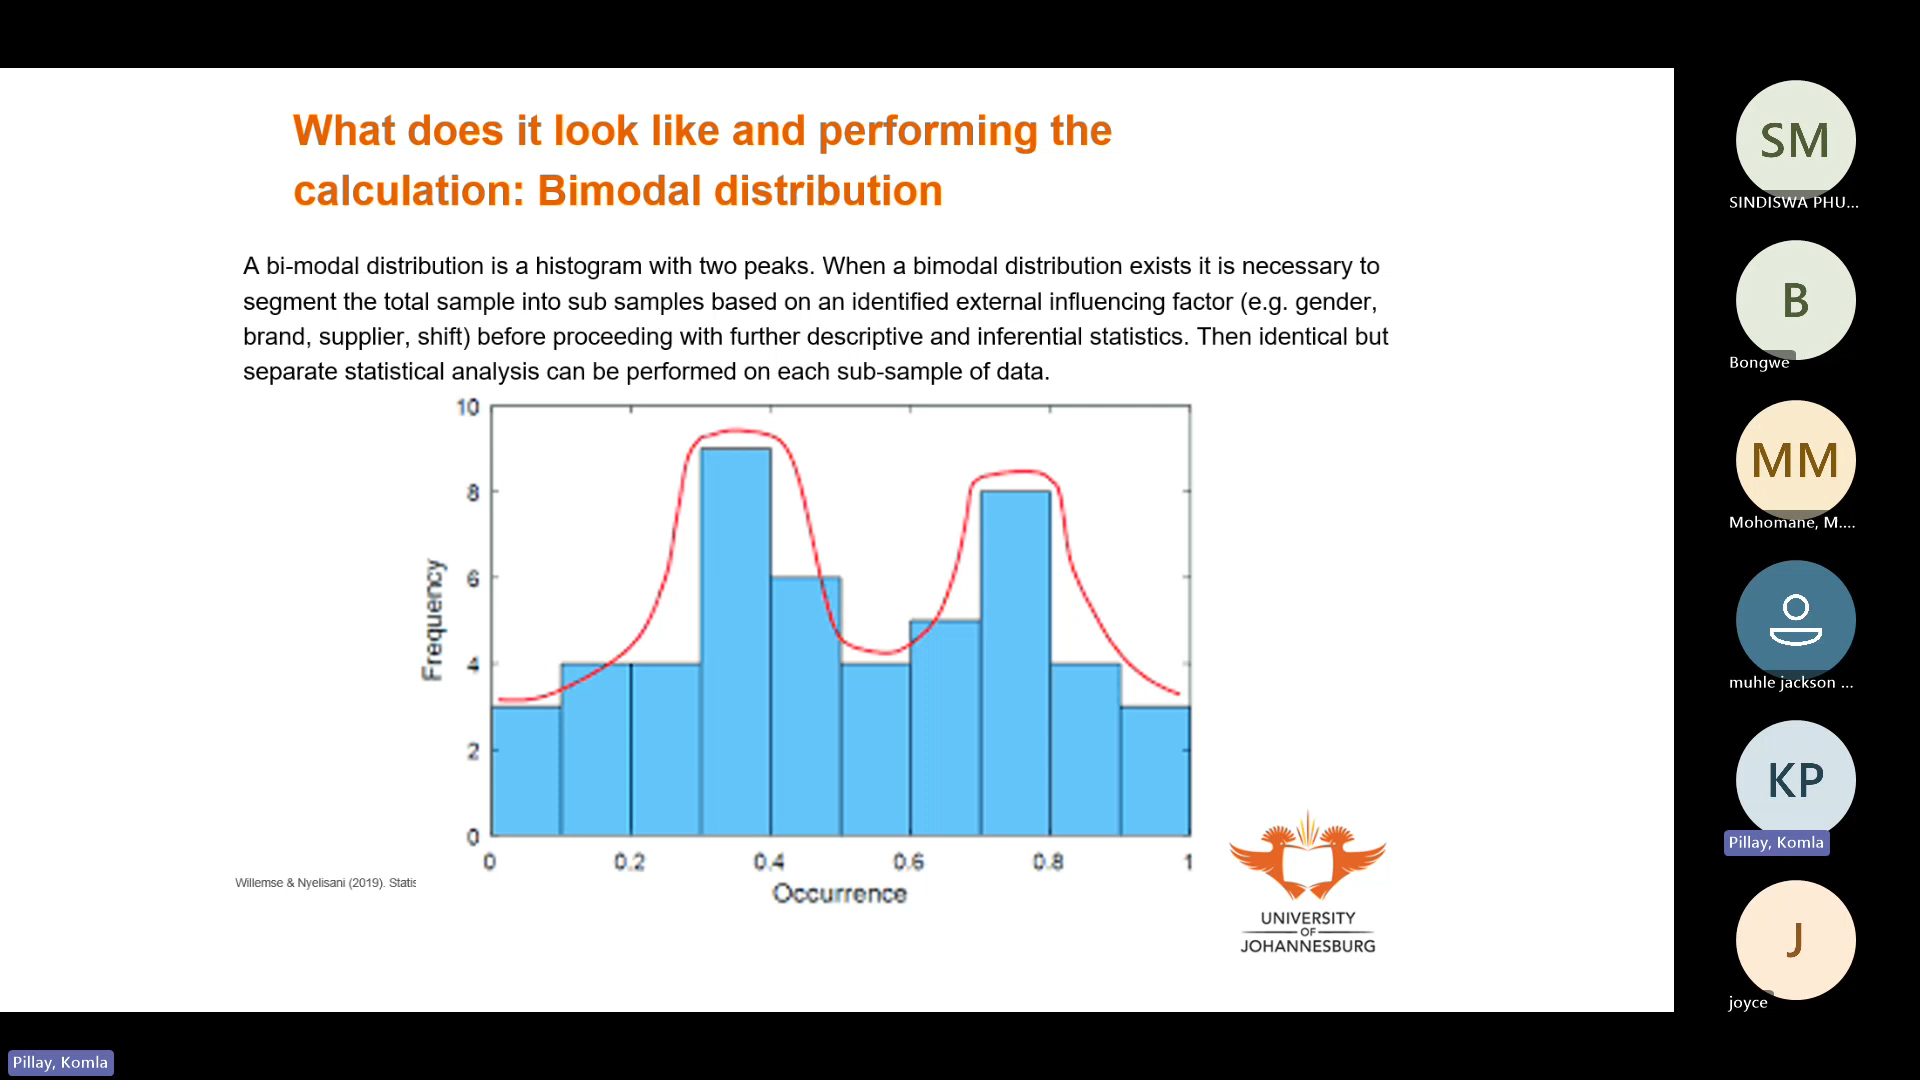 What does it look like and performing the
calculation: Bimodal distribution
A bi-modal distribution is a histogram with two peaks. When a bimodal distribution exists it is necessary to
segment the total sample into sub samples based on an identified external influencing factor (e.g. gender,
brand, supplier, shift) before proceeding with further descriptive and inferential statistics. Then identical but
separate statistical analysis can be performed on each sub-sample of data.
10
8
6
4
2
0
Frequency
0 0.2 0.4 0.6 0.8 1
Occurrence
Willemse & Nyelisani (2019). Statis
UNIVERSITY
OF
JOHANNESBURG
SM
SINDISWA PHU...
B
Bongwe
MM
Mohomane, M....
muhle jackson ...
KP
Pillay, Komla
J
joyce
Pillay, Komla